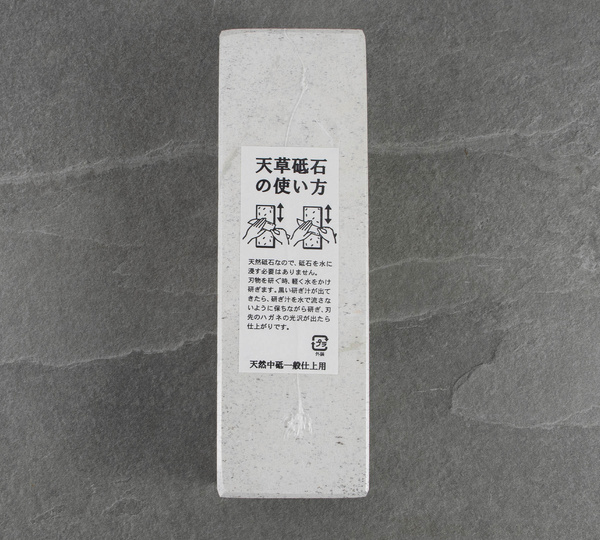 天草砥石
の使い方
天然砥石なので、砥石を水に
浸す必要はありません。
刃物を研ぐ時、軽く水をかけ
研ぎます。黒い研ぎ汁が出て
きたら、研ぎ汁を水で流さな
いように保ちながら研ぎ、刃
先のハガネの光沢が出たら
仕上がりです。
プラ
外装
天然中砥一般仕上用